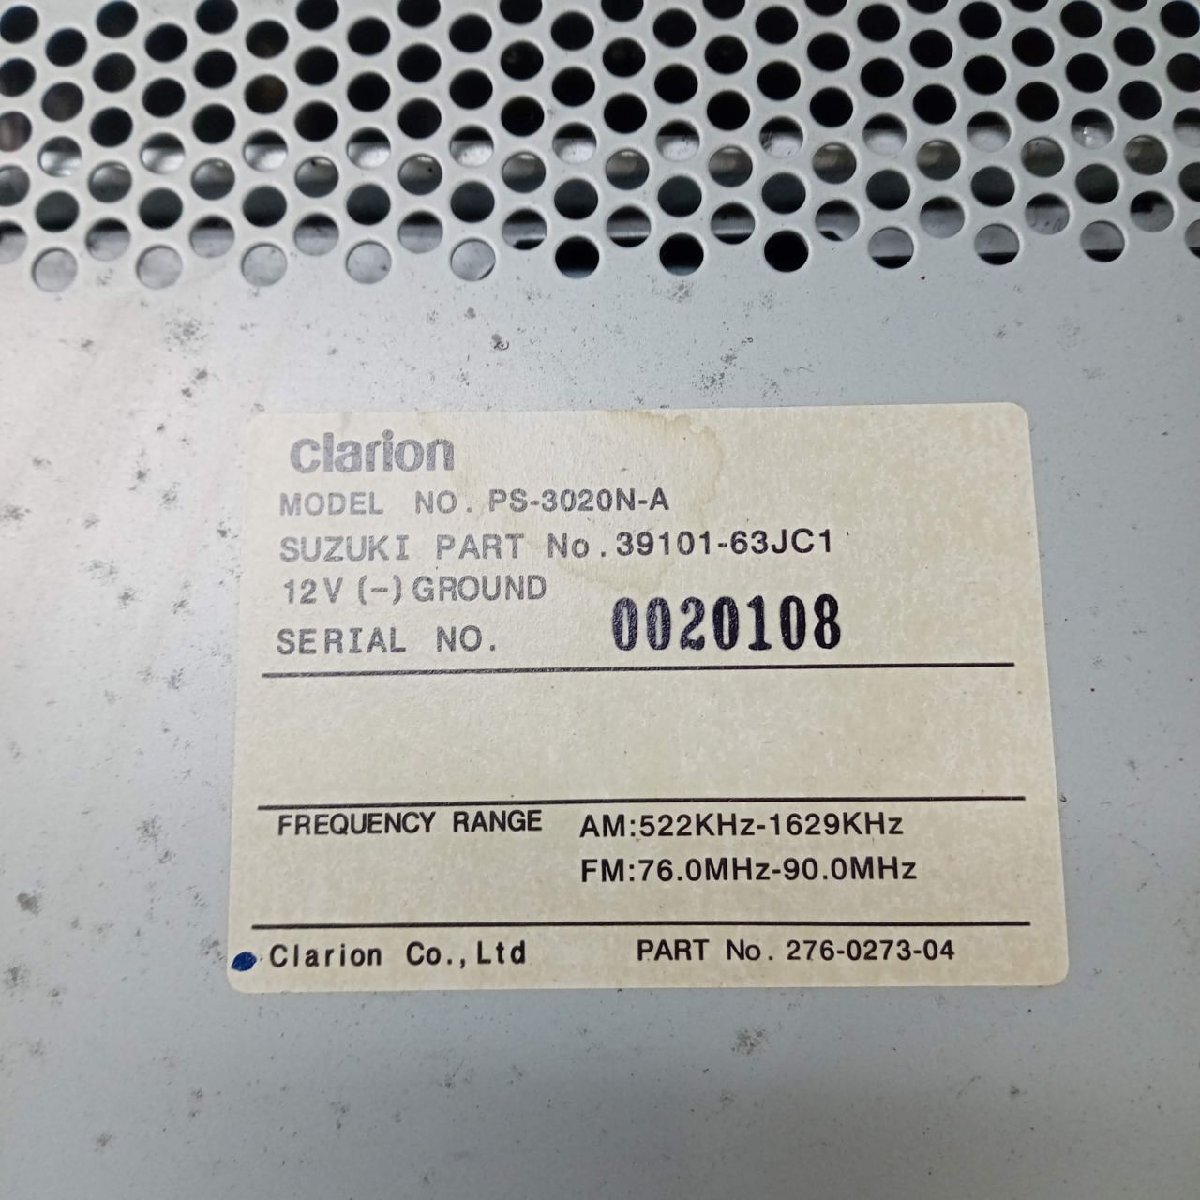 clarion
MODEL NO. PS-3020N-A
SUZUKI PART No. 39101-63JC1
12V (-) GROUND
SERIAL NO. 0020108
FREQUENCY RANGE AM:522KHz-1629KHz
FM:76.0MHz-90.0MHz
Clarion Co.,Ltd PART No. 276-0273-04